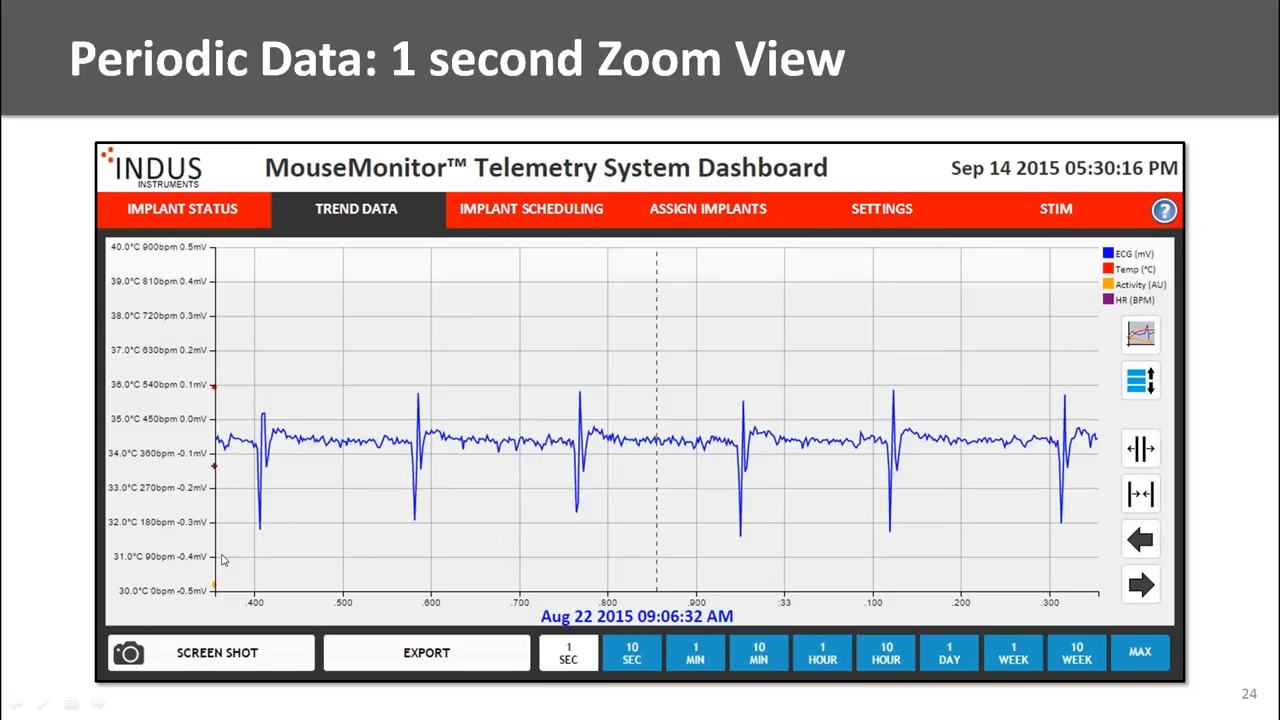 Periodic Data: 1 second Zoom View
INDUS
INSTRUMENTS
MouseMonitor™ Telemetry System Dashboard
Sep 14 2015 05:30:16 PM
IMPLANT STATUS TREND DATA IMPLANT SCHEDULING ASSIGN IMPLANTS SETTINGS STIM ?
40.0°C 900bpm 0.5mV
39.0°C 810bpm 0.4mV
38.0°C 720bpm 0.3mV
37.0°C 630bpm 0.2mV
36.0°C 540bpm 0.1mV
35.0°C 450bpm 0.0mV
34.0°C 360bpm -0.1mV
33.0°C 270bpm -0.2mV
32.0°C 180bpm -0.3mV
31.0°C 90bpm -0.4mV
30.0°C 0bpm -0.5mV
ECG (mV)
Temp (°C)
Activity (AU)
HR (BPM)
.400 .500 .600 .700 .800 .900 :33 .100 .200 .300
Aug 22 2015 09:06:32 AM
SCREEN SHOT
EXPORT
1 SEC
10 SEC
1 MIN
10 MIN
1 HOUR
10 HOUR
1 DAY
1 WEEK
10 WEEK
MAX
24